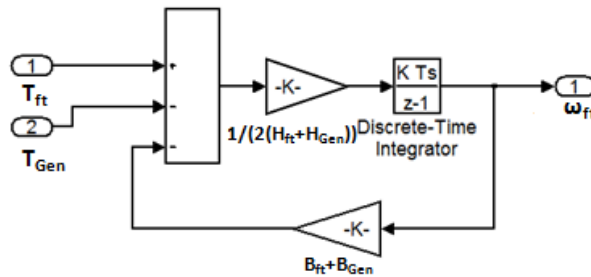 1
T_ft
2
T_Gen
+
-
-
-K-
1/(2(H_ft+H_Gen))
K Ts
z-1
Discrete-Time
Integrator
1
ω_ft
-K-
B_ft+B_Gen